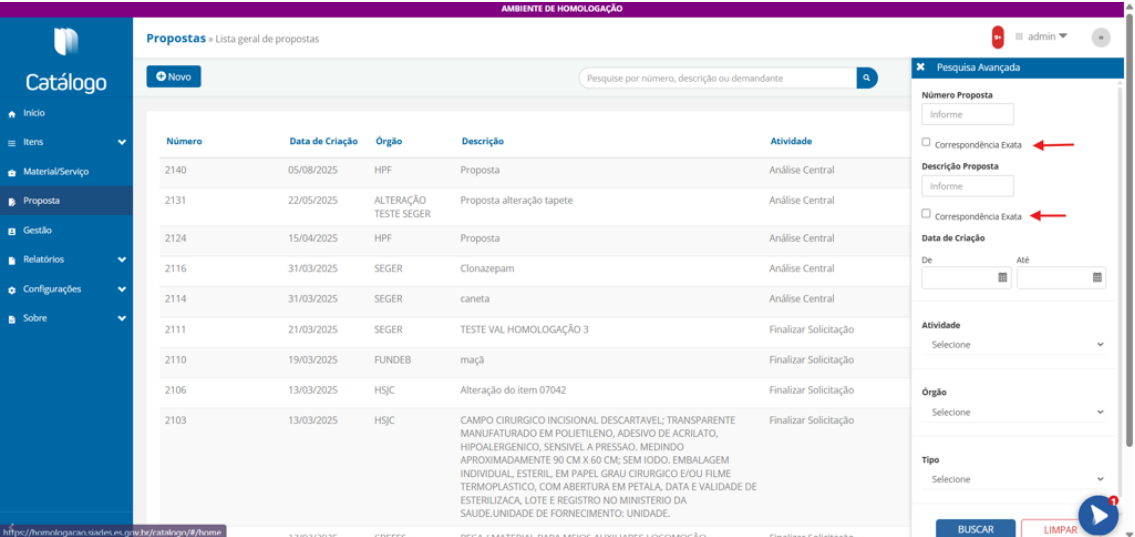 AMBIENTE DE HOMOLOGAÇÃO
Catálogo
Início
Itens
Material/Serviço
Proposta
Gestão
Relatórios
Configurações
Sobre
https://homologacao.siades.es.gov.br/catalogo/#/home
Propostas » Lista geral de propostas
9+ admin
Novo
Pesquise por número, descrição ou demandante
Número Data de Criação Órgão Descrição Atividade
2140 05/08/2025 HPF Proposta Análise Central
2131 22/05/2025 ALTERAÇÃO Proposta alteração tapete Análise Central
TESTE SEGER
2124 15/04/2025 HPF Proposta Análise Central
2116 31/03/2025 SEGER Clonazepam Análise Central
2114 31/03/2025 SEGER caneta Análise Central
2111 21/03/2025 SEGER TESTE VAL HOMOLOGAÇÃO 3 Finalizar Solicitação
2110 19/03/2025 FUNDEB maçã Finalizar Solicitação
2106 13/03/2025 HSJC Alteração do item 07042 Finalizar Solicitação
2103 13/03/2025 HSJC CAMPO CIRURGICO INCISIONAL DESCARTAVEL; TRANSPARENTE Finalizar Solicitação
MANUFATURADO EM POLIETILENO, ADESIVO DE ACRILATO,
HIPOALERGENICO, SENSIVEL A PRESSAO. MEDINDO
APROXIMADAMENTE 90 CM X 60 CM; SEM IODO. EMBALAGEM
INDIVIDUAL, ESTERIL, EM PAPEL GRAU CIRURGICO E/OU FILME
TERMOPLASTICO, COM ABERTURA EM PETALA, DATA E VALIDADE DE
ESTERILIZACA, LOTE E REGISTRO NO MINISTERIO DA
SAUDE.UNIDADE DE FORNECIMENTO: UNIDADE.
Pesquisa Avançada
Número Proposta
Informe
Correspondência Exata
Descrição Proposta
Informe
Correspondência Exata
Data de Criação
De Até
Atividade
Selecione
Órgão
Selecione
Tipo
Selecione
BUSCAR LIMPAR
1